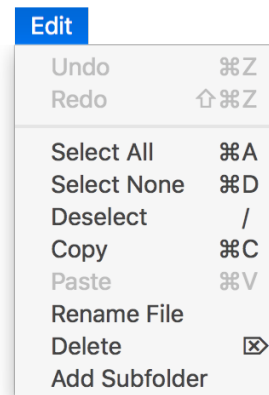 Edit
Undo ⌘Z
Redo ⇧⌘Z
Select All ⌘A
Select None ⌘D
Deselect /
Copy ⌘C
Paste ⌘V
Rename File
Delete ⌦
Add Subfolder